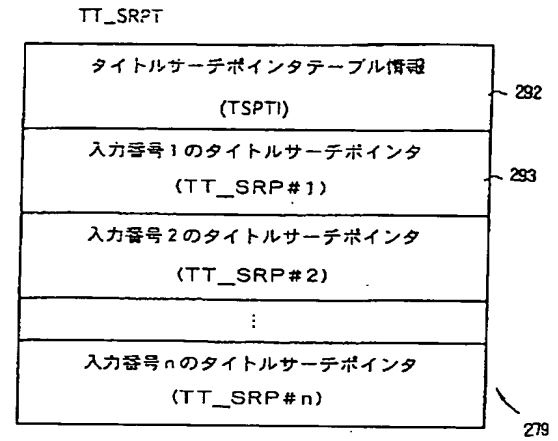 TT_SRPT
タイトルサーチポインタテーブル情報
(TSPTI)
292
入力番号1のタイトルサーチポインタ
(TT_SRP#1)
293
入力番号2のタイトルサーチポインタ
(TT_SRP#2)
⋮
入力番号nのタイトルサーチポインタ
(TT_SRP#n)
279